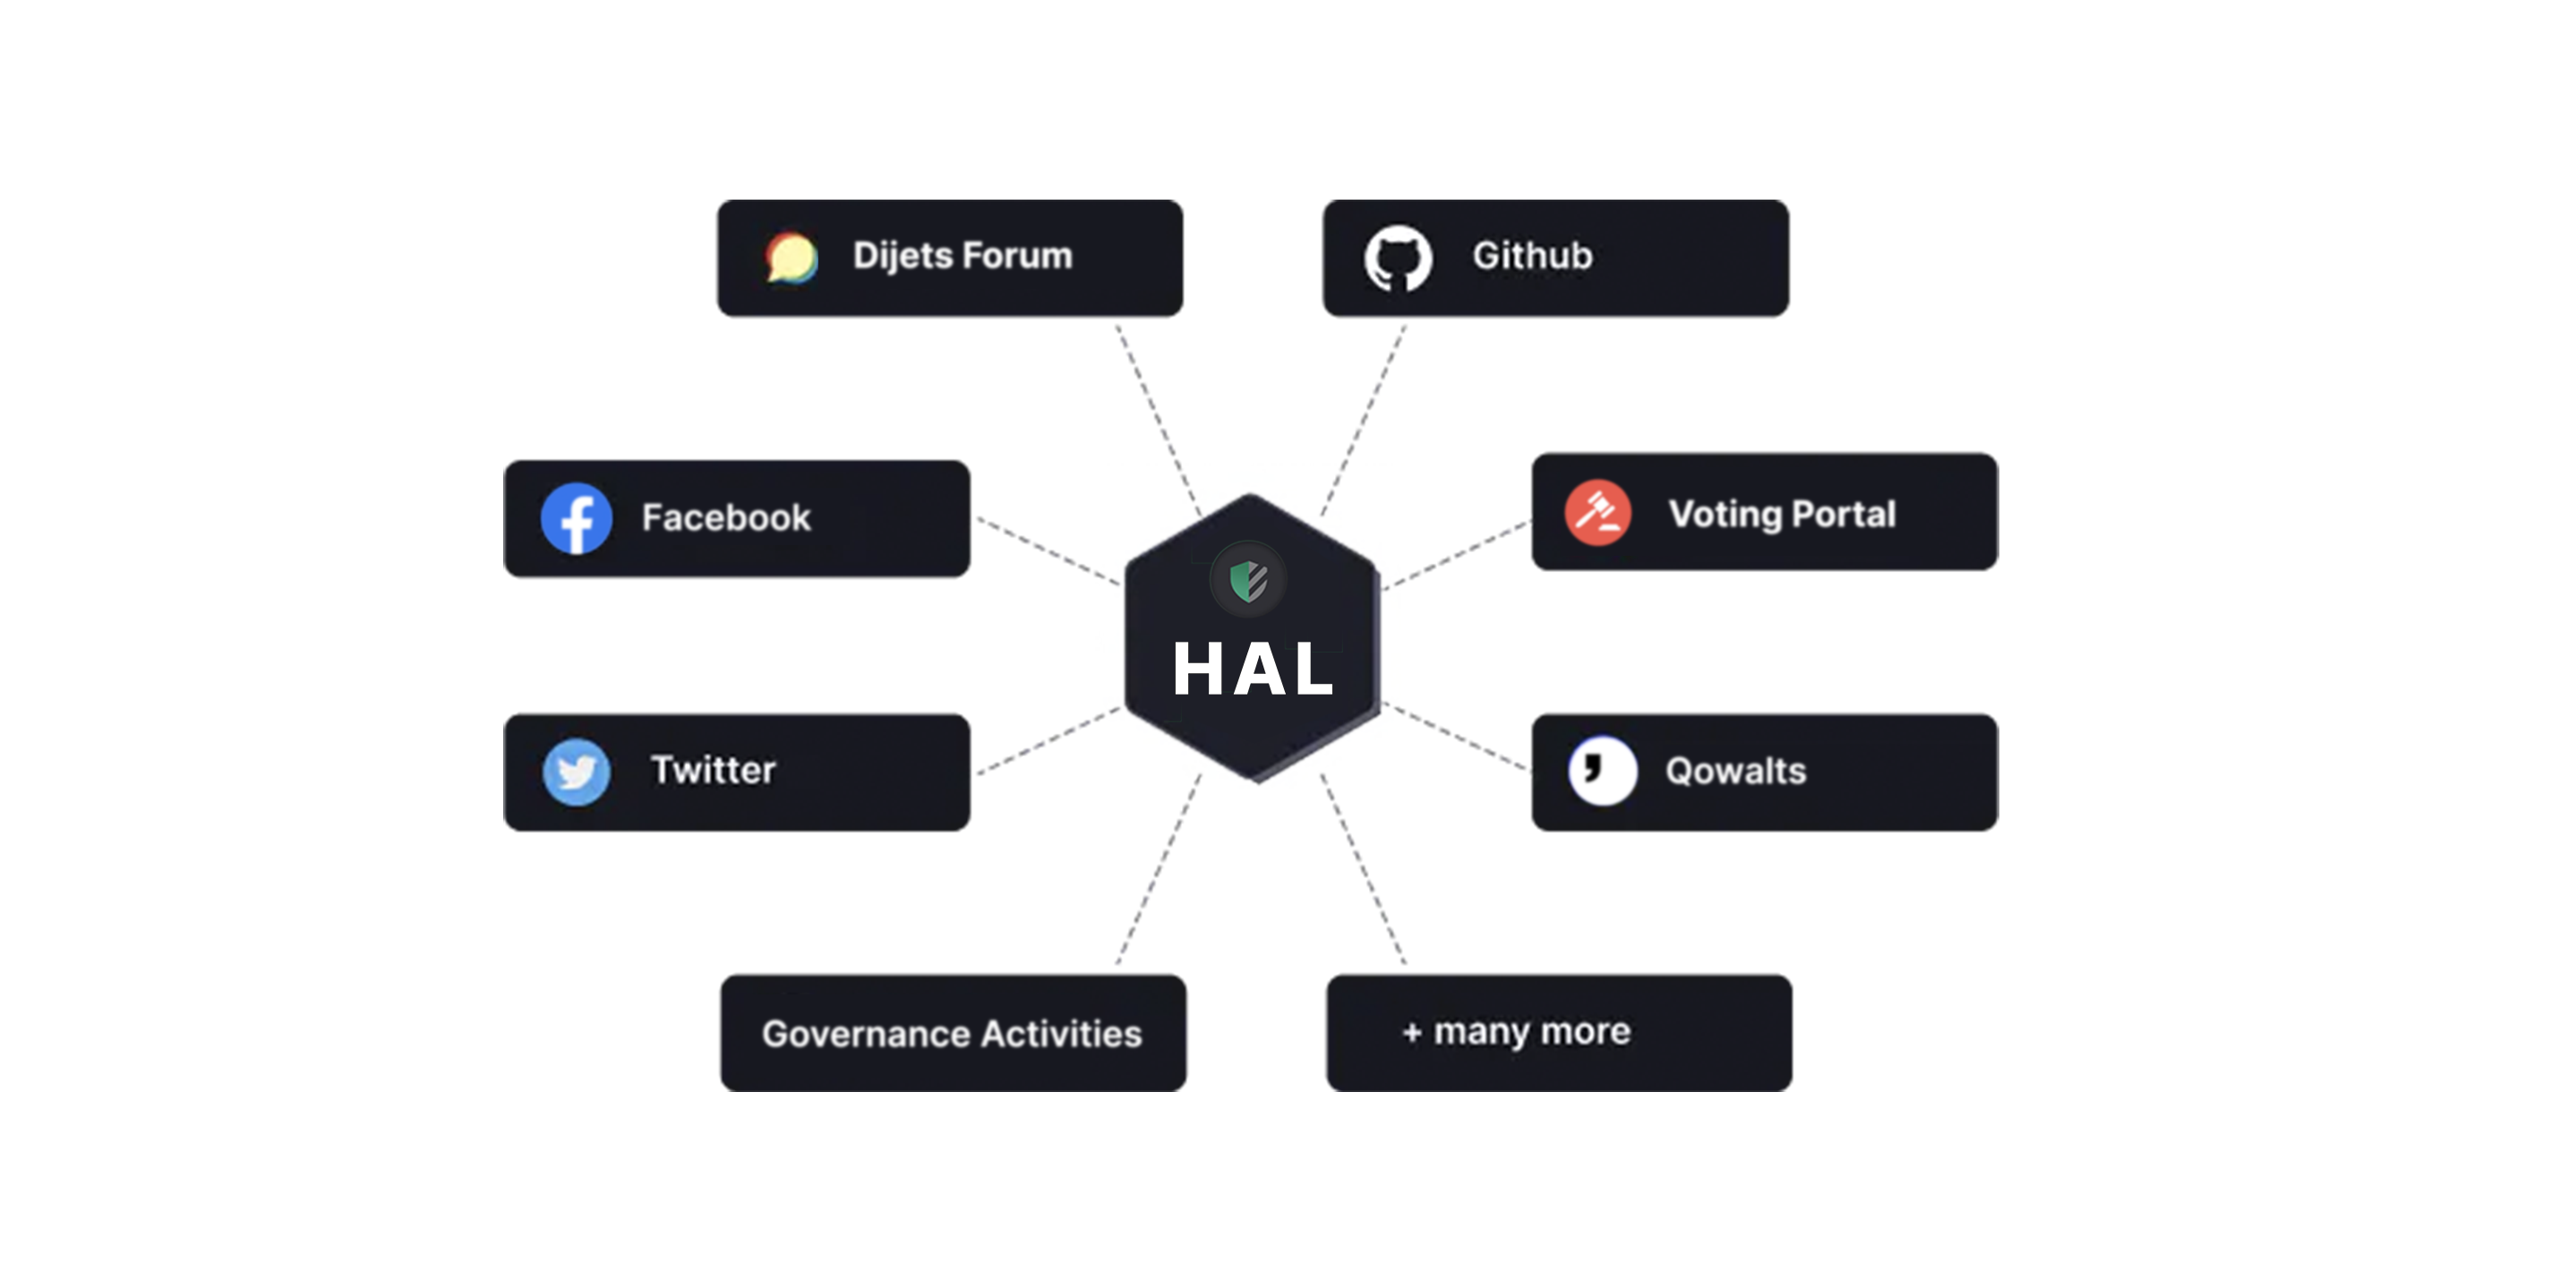 Dijets Forum
Github
Facebook
Voting Portal
HAL
Twitter
Qowalts
Governance Activities
+ many more